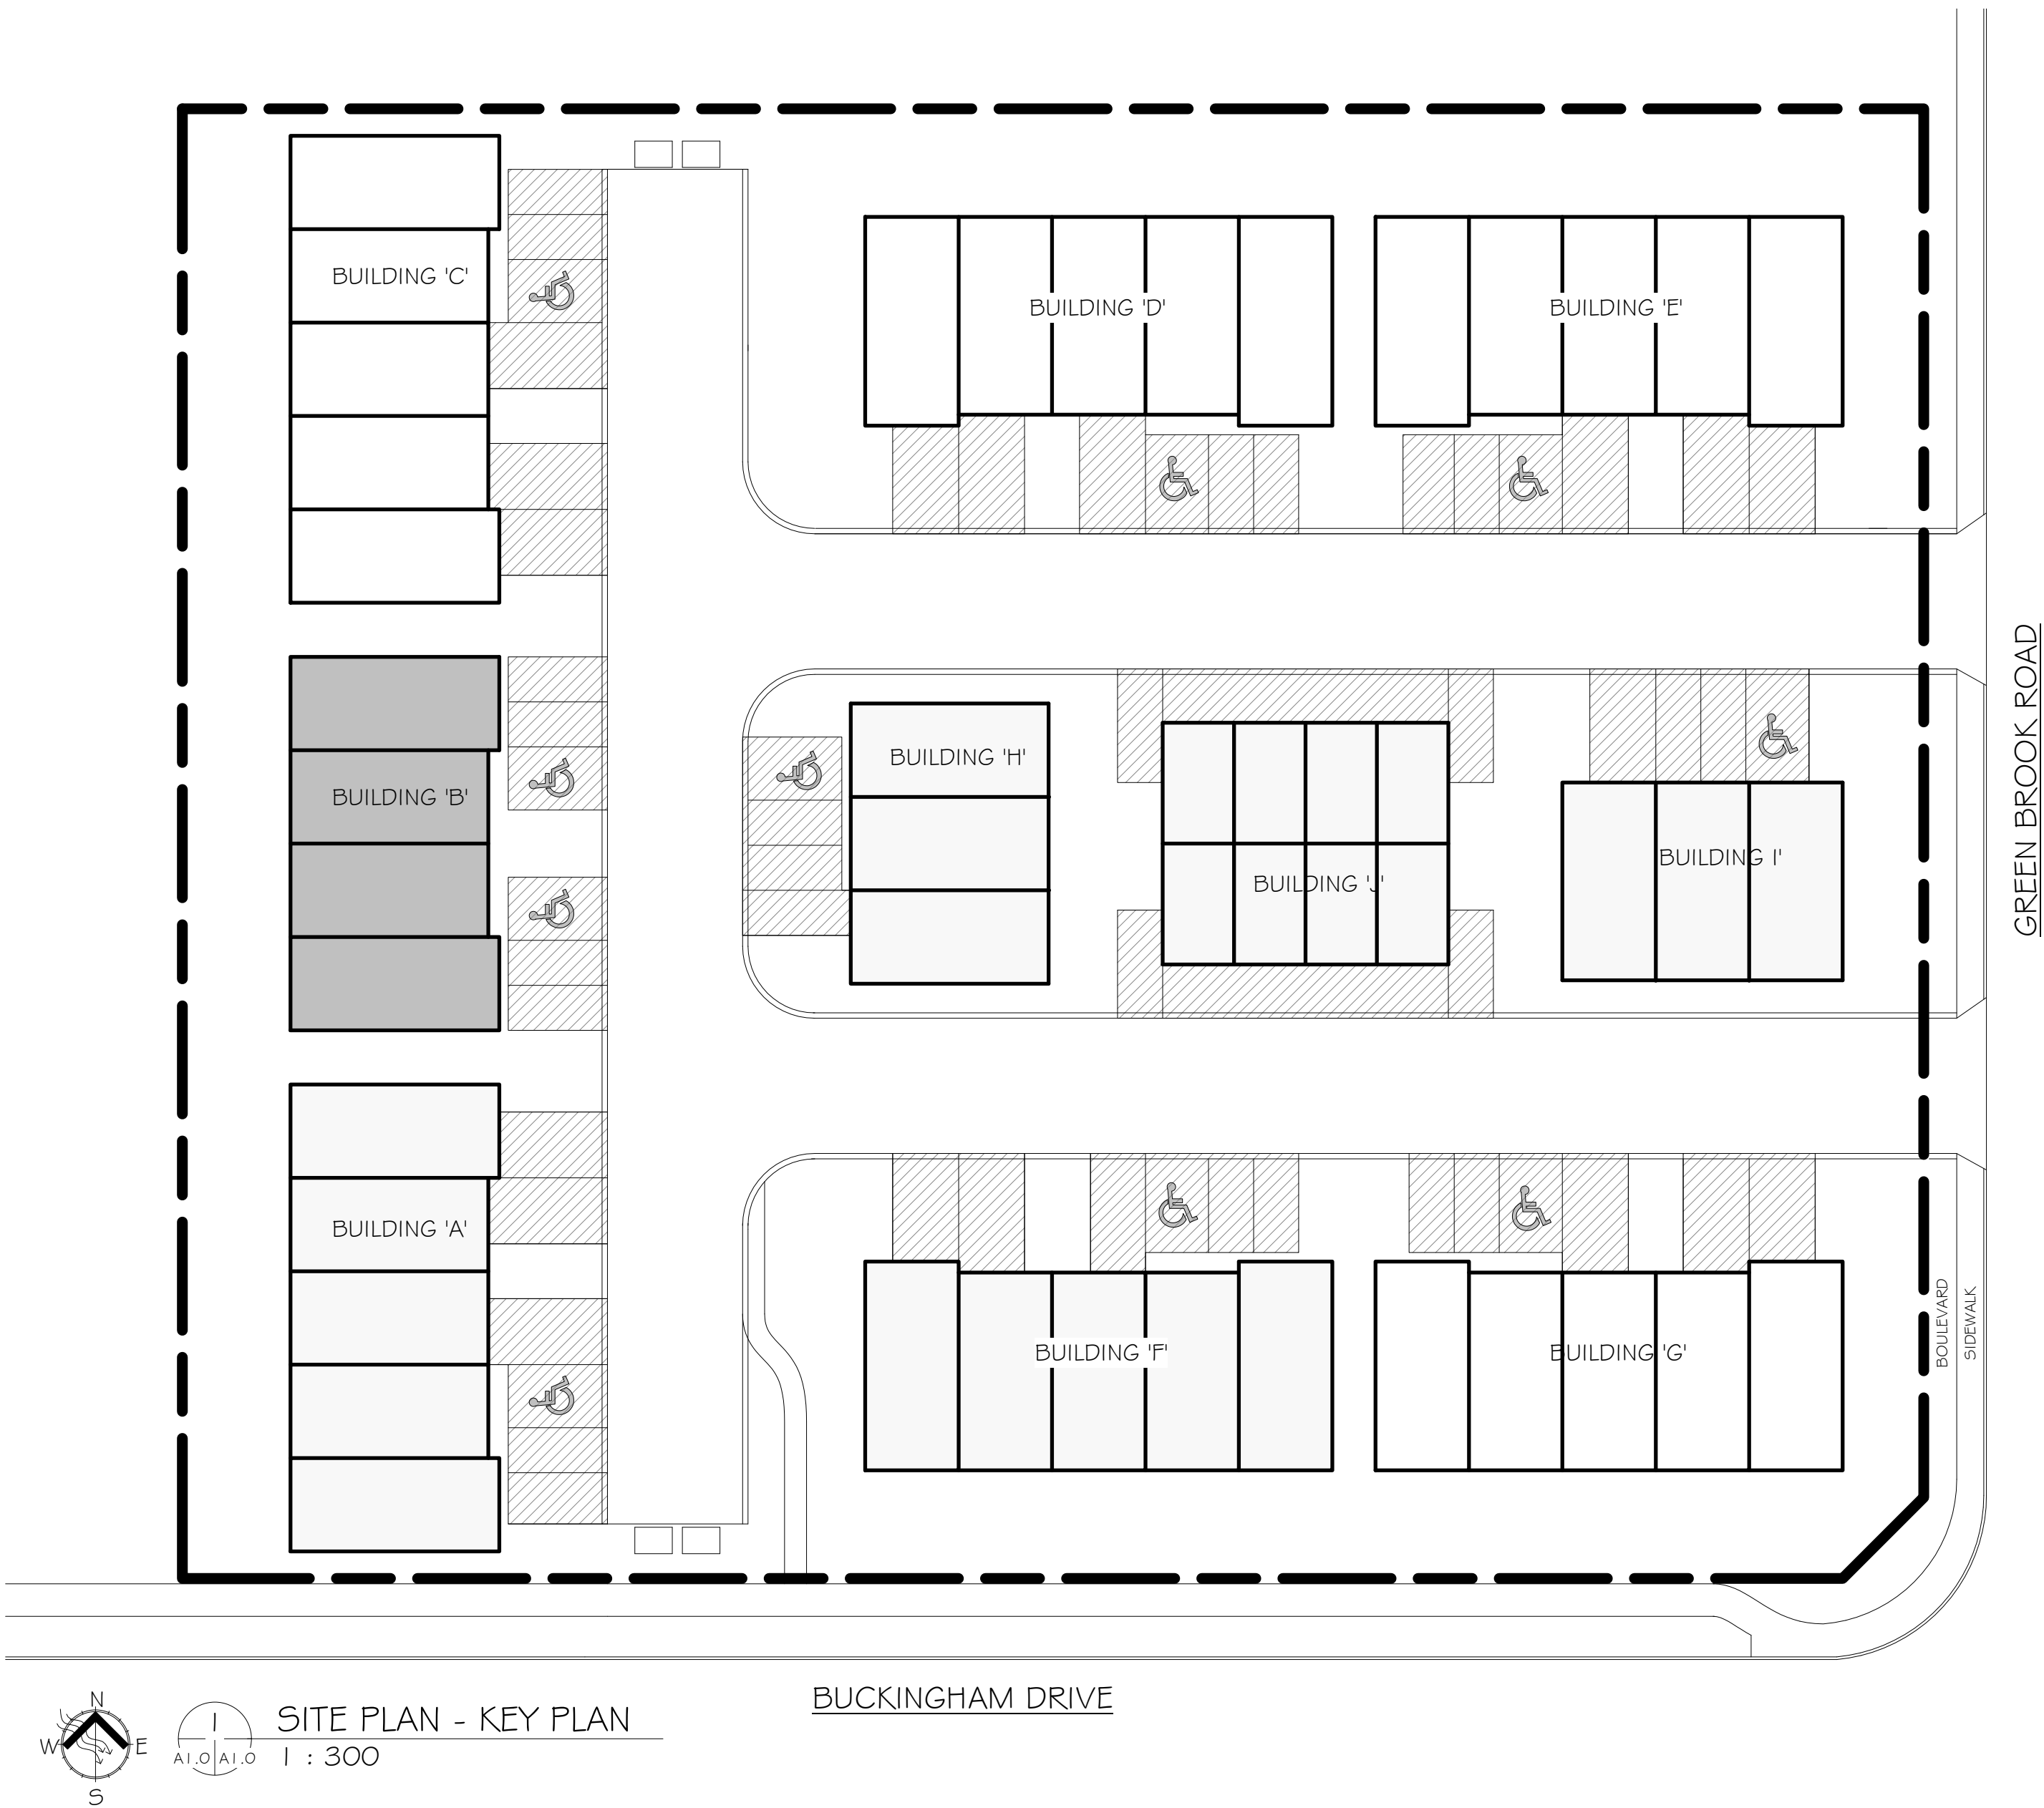 BUILDING 'C'
BUILDING 'D'
BUILDING 'E'
BUILDING 'B'
BUILDING 'H'
BUILDING 'J'
BUILDING I'
GREEN BROOK ROAD
BUILDING 'A'
BUILDING 'F'
BUILDING 'G'
BOULEVARD
SIDEWALK
BUCKINGHAM DRIVE
N
W E
S
1
A1.0 A1.0
SITE PLAN - KEY PLAN
1 : 300